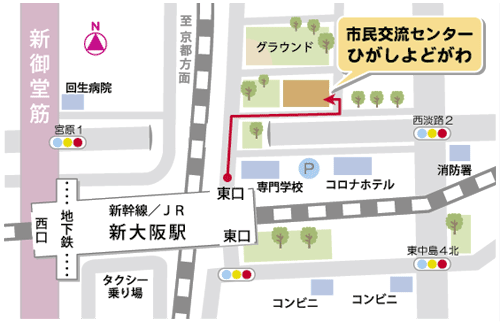 新御堂筋
至京都方面
グラウンド
市民交流センター
ひがしよどがわ
回生病院
宮原1
西淡路2
P
専門学校
コロナホテル
消防署
東口
西口
地下鉄
新幹線/JR
新大阪駅
東口
東中島4北
タクシー
乗り場
コンビニ
コンビニ